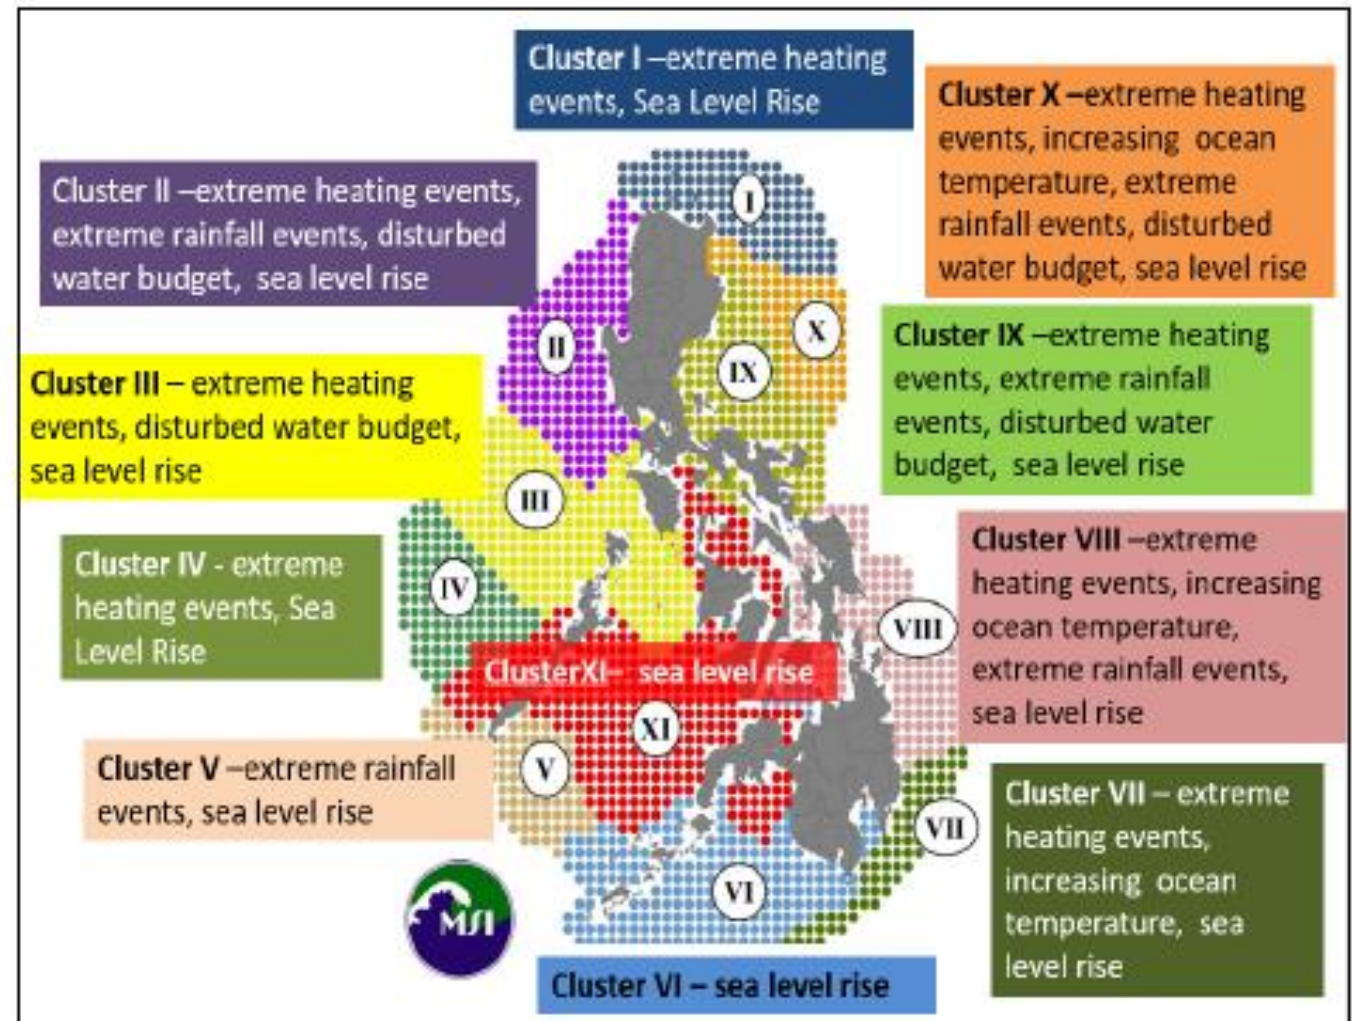 Cluster I –extreme heating
events, Sea Level Rise
Cluster X –extreme heating
events, increasing ocean
temperature, extreme
rainfall events, disturbed
water budget, sea level rise
Cluster II –extreme heating events,
extreme rainfall events, disturbed
water budget, sea level rise
I
X
II
IX
Cluster IX –extreme heating
events, extreme rainfall
events, disturbed water
budget, sea level rise
Cluster III – extreme heating
events, disturbed water budget,
sea level rise
III
Cluster IV - extreme
heating events, Sea
Level Rise
IV
Cluster VIII –extreme
heating events, increasing
ocean temperature,
extreme rainfall events,
sea level rise
VIII
ClusterXI– sea level rise
XI
V
Cluster V –extreme rainfall
events, sea level rise
VII
Cluster VII – extreme
heating events,
increasing ocean
temperature, sea
level rise
VI
MSI
Cluster VI – sea level rise